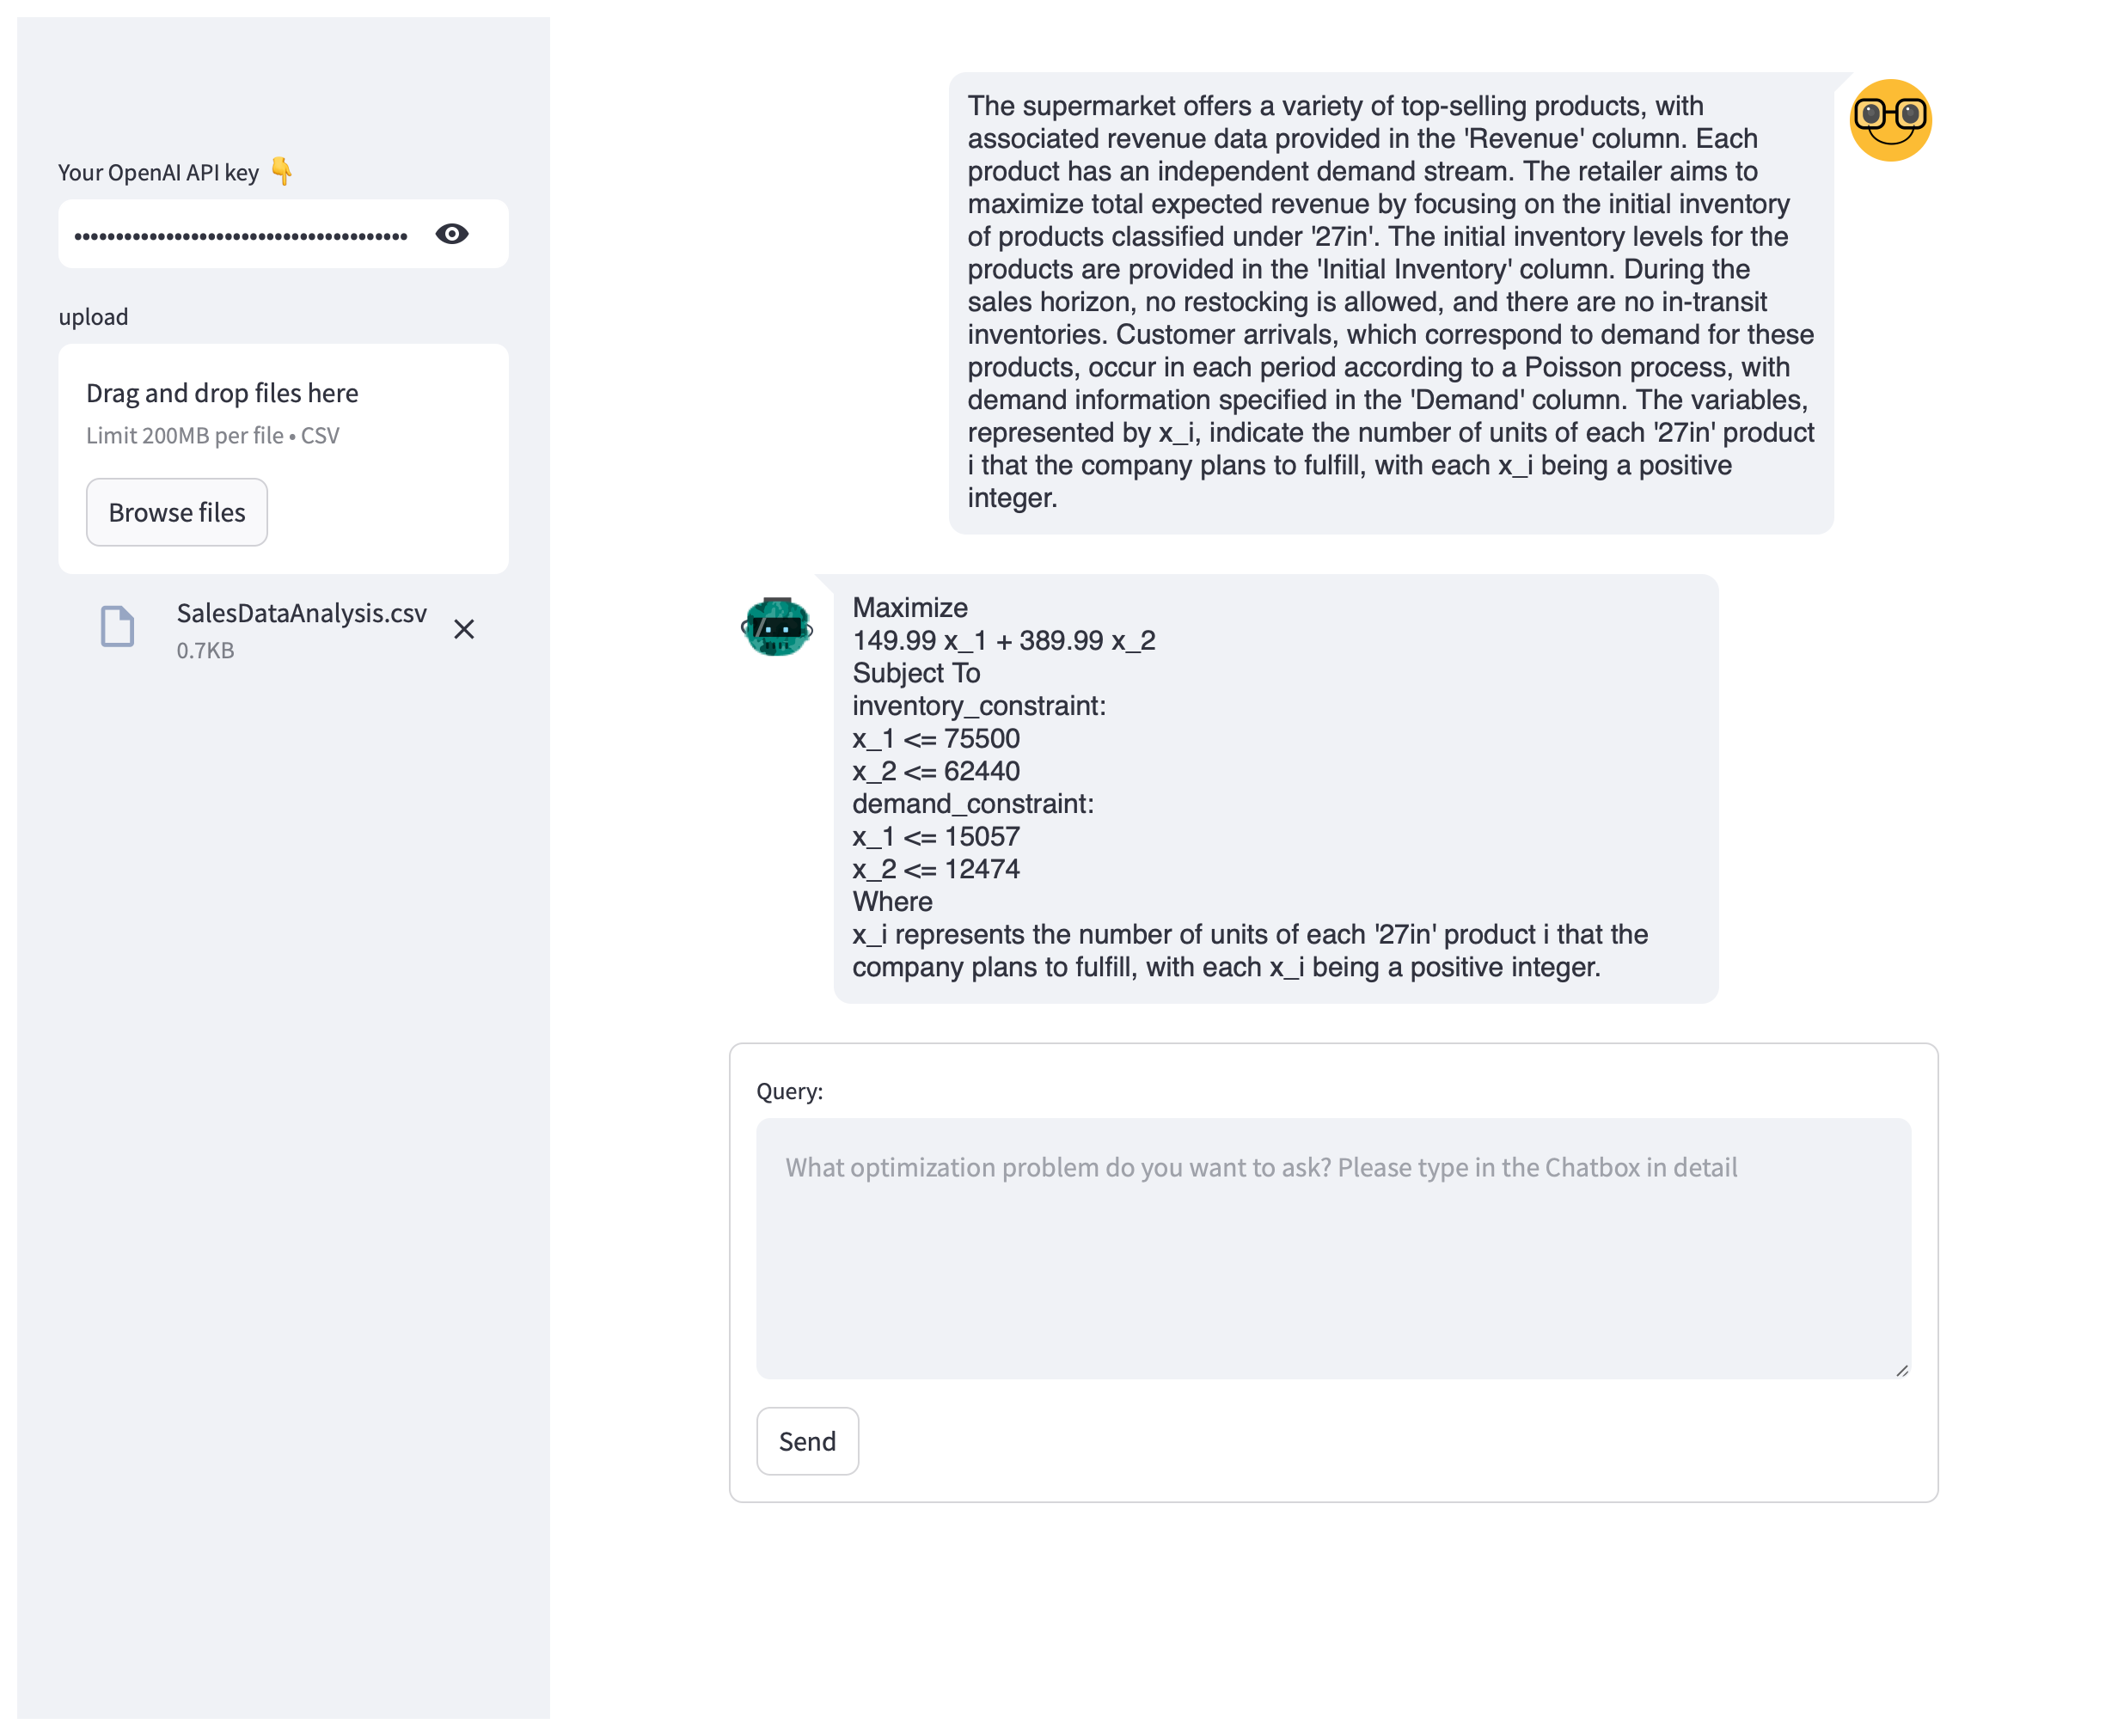 Your OpenAI API key 👇
••••••••••••••••••••••••••••••••••••••••
upload
Drag and drop files here
Limit 200MB per file • CSV
Browse files
SalesDataAnalysis.csv
0.7KB
The supermarket offers a variety of top-selling products, with
associated revenue data provided in the 'Revenue' column. Each
product has an independent demand stream. The retailer aims to
maximize total expected revenue by focusing on the initial inventory
of products classified under '27in'. The initial inventory levels for the
products are provided in the 'Initial Inventory' column. During the
sales horizon, no restocking is allowed, and there are no in-transit
inventories. Customer arrivals, which correspond to demand for these
products, occur in each period according to a Poisson process, with
demand information specified in the 'Demand' column. The variables,
represented by x_i, indicate the number of units of each '27in' product
i that the company plans to fulfill, with each x_i being a positive
integer.
Maximize
149.99 x_1 + 389.99 x_2
Subject To
inventory_constraint:
x_1 <= 75500
x_2 <= 62440
demand_constraint:
x_1 <= 15057
x_2 <= 12474
Where
x_i represents the number of units of each '27in' product i that the
company plans to fulfill, with each x_i being a positive integer.
Query:
What optimization problem do you want to ask? Please type in the Chatbox in detail
Send